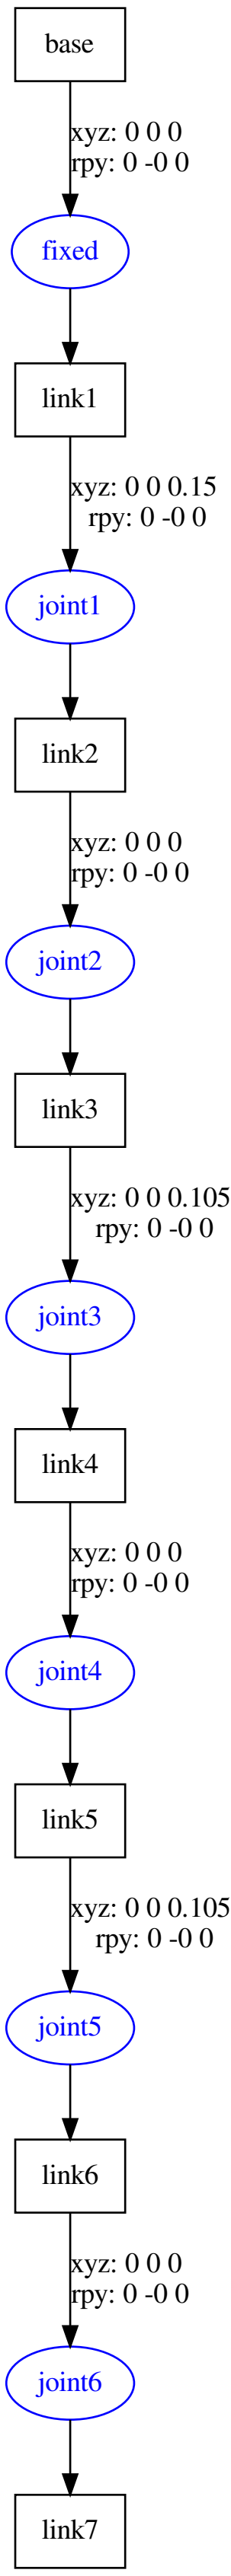 base
xyz: 0 0 0
rpy: 0 -0 0
fixed
link1
xyz: 0 0 0.15
rpy: 0 -0 0
joint1
link2
xyz: 0 0 0
rpy: 0 -0 0
joint2
link3
xyz: 0 0 0.105
rpy: 0 -0 0
joint3
link4
xyz: 0 0 0
rpy: 0 -0 0
joint4
link5
xyz: 0 0 0.105
rpy: 0 -0 0
joint5
link6
xyz: 0 0 0
rpy: 0 -0 0
joint6
link7